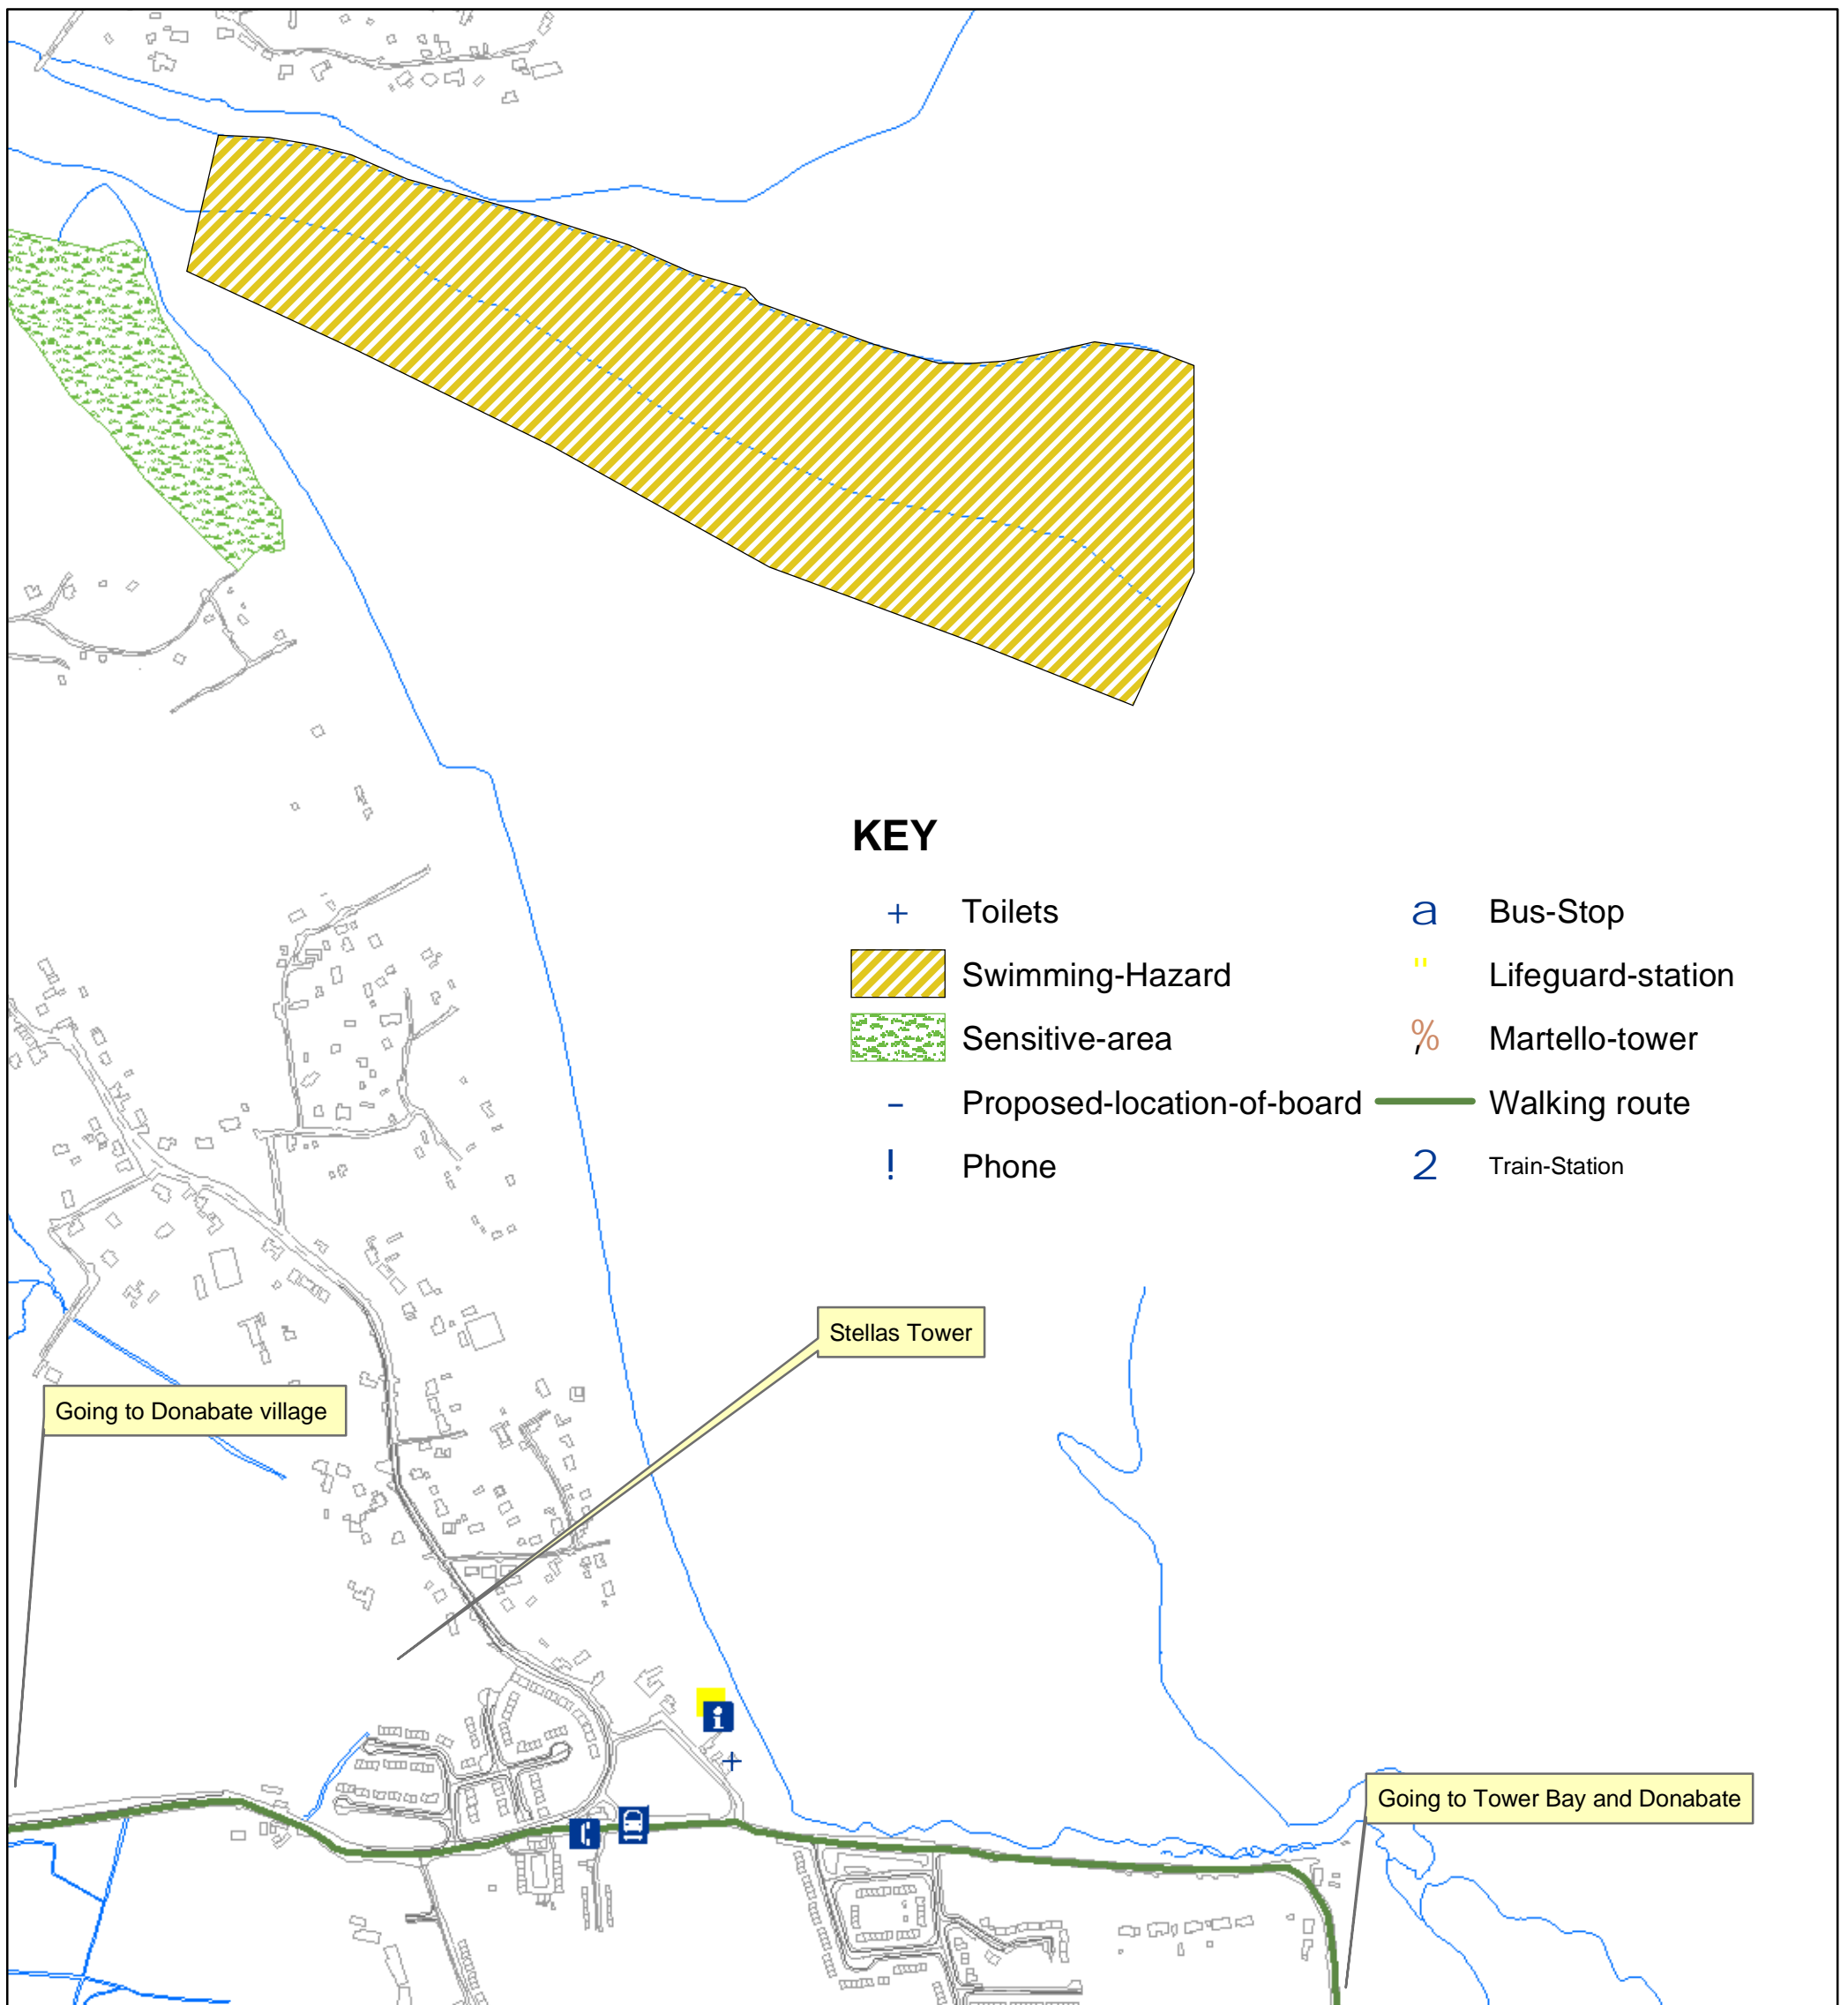 KEY
+ Toilets
a Bus-Stop
Swimming-Hazard
" Lifeguard-station
Sensitive-area
% Martello-tower
- Proposed-location-of-board
Walking route
! Phone
2 Train-Station
Stellas Tower
Going to Donabate village
i
Going to Tower Bay and Donabate